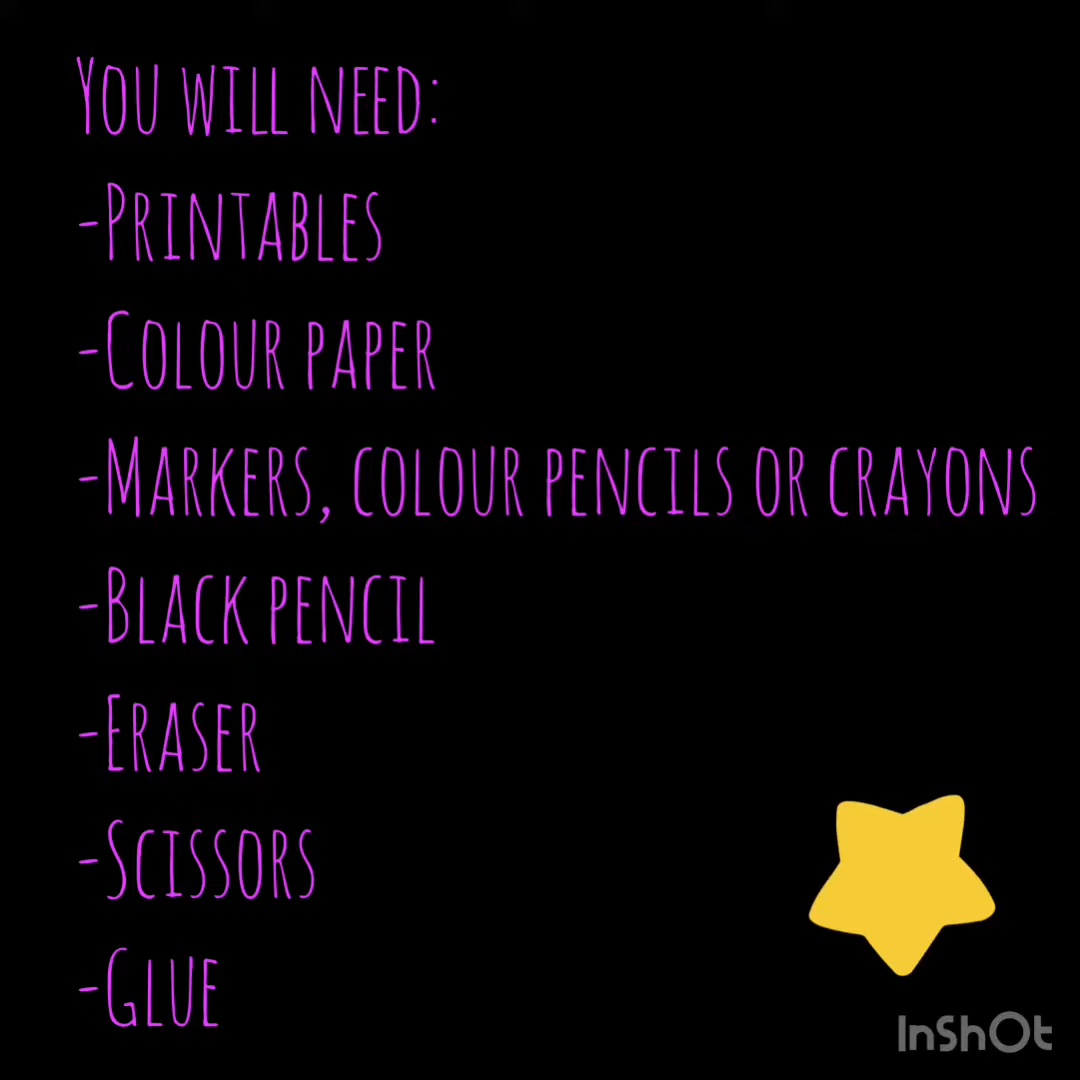 You will need:
-Printables
-Colour paper
-Markers, colour pencils or crayons
-Black pencil
-Eraser
-Scissors
-Glue
InShOt